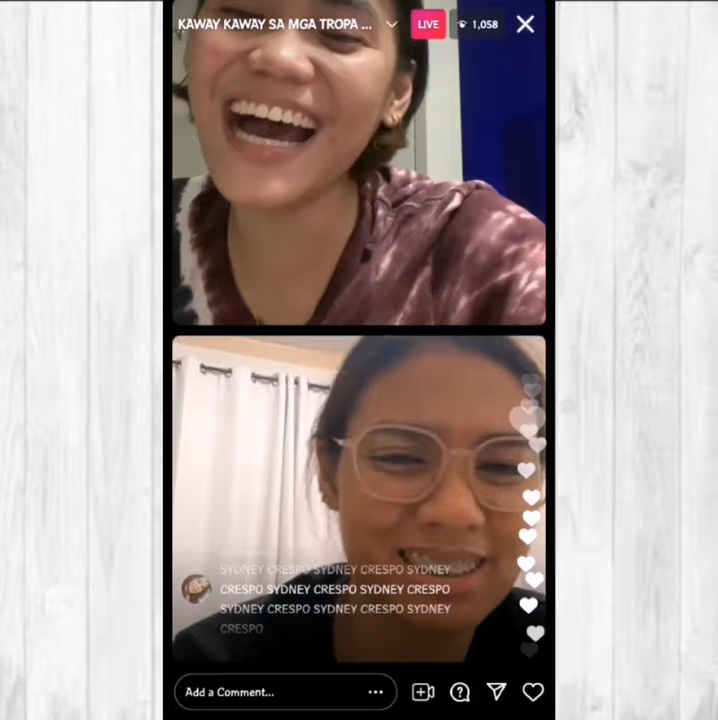 KAWAY KAWAY SA MGA TROPA ... LIVE 1,058
SYDNEY CRESPO SYDNEY CRESPO SYDNEY
CRESPO SYDNEY CRESPO SYDNEY CRESPO
SYDNEY CRESPO SYDNEY CRESPO SYDNEY
CRESPO
Add a Comment...